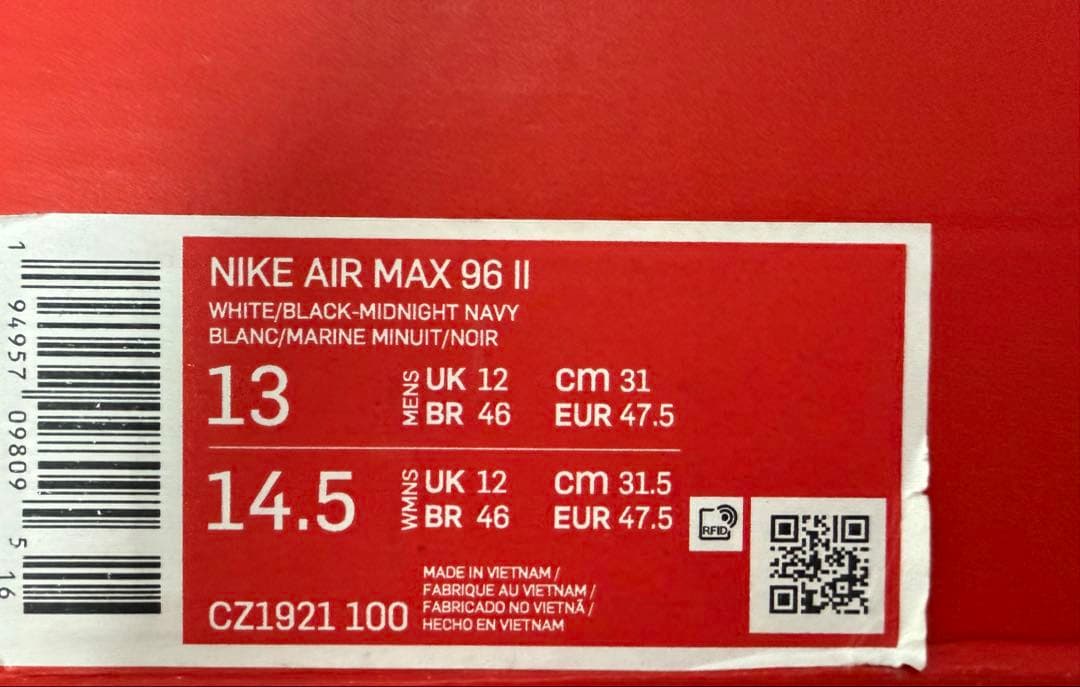 1 94957 09809 5 16
NIKE AIR MAX 96 II
WHITE/BLACK-MIDNIGHT NAVY
BLANC/MARINE MINUIT/NOIR
13 MENS UK 12 cm 31
BR 46 EUR 47.5
14.5 WMNS UK 12 cm 31.5
BR 46 EUR 47.5
RFID
MADE IN VIETNAM /
FABRIQUE AU VIETNAM /
FABRICADO NO VIETNÃ /
HECHO EN VIETNAM
CZ1921 100